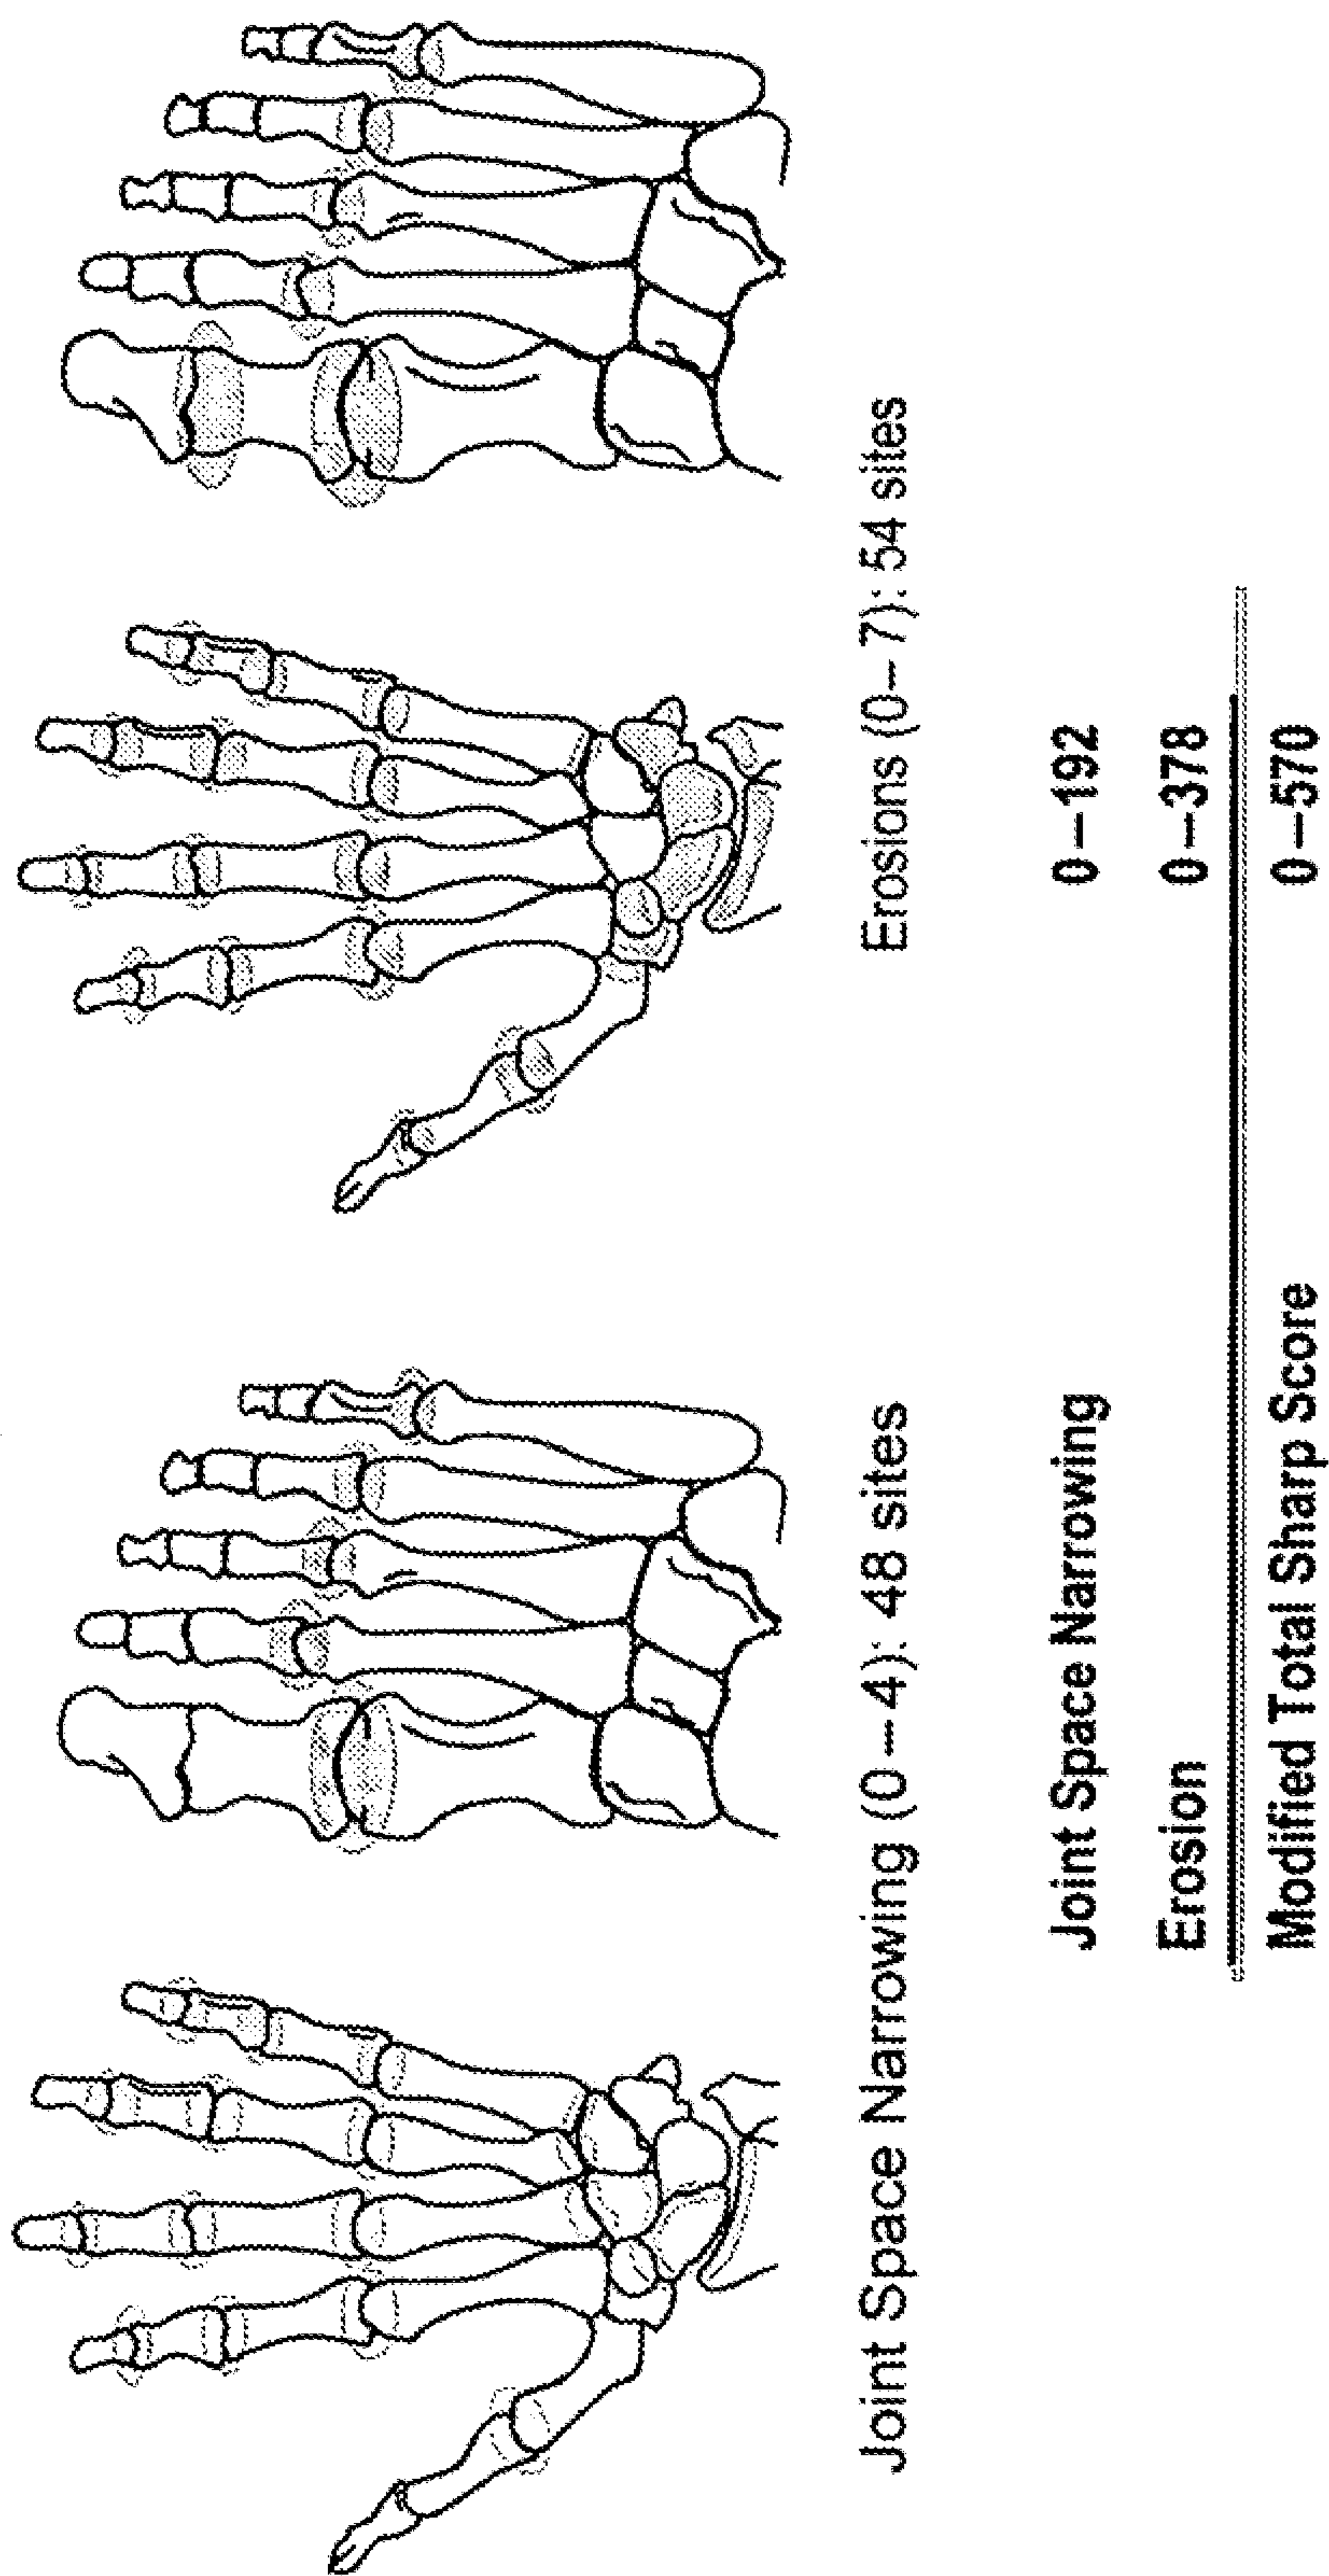 Joint Space Narrowing (0–4): 48 sites
Erosions (0–7): 54 sites
Joint Space Narrowing 0–192
Erosion 0–378
Modified Total Sharp Score 0–570